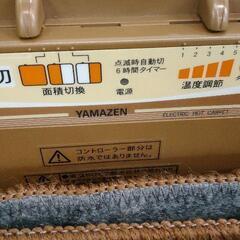 切
面積切換
点滅時自動切
6時間タイマー
電源
1 2 3 4 5
温度調節
YAMAZEN
ELECTRIC HOT CARPET
コントローラー部分は
防水ではありません。